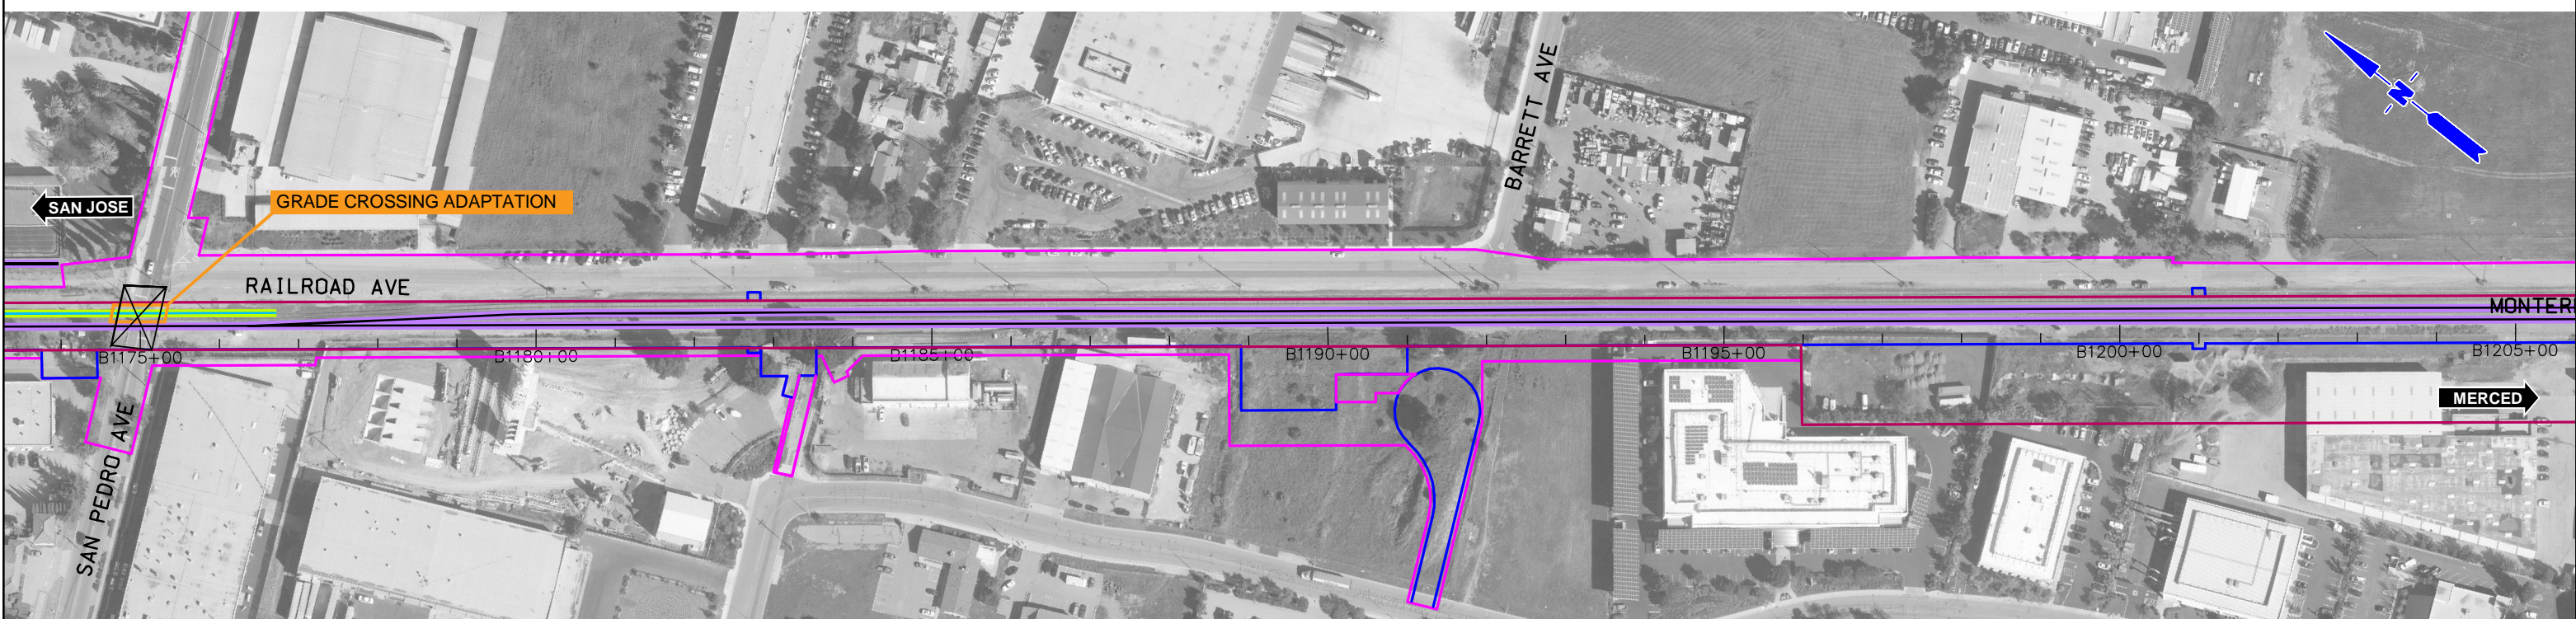 BARRETT AVE
N
SAN JOSE
GRADE CROSSING ADAPTATION
RAILROAD AVE
B1175+00
B1180+00
B1185+00
B1190+00
B1195+00
B1200+00
B1205+00
MONTER
MERCED
SAN PEDRO AVE